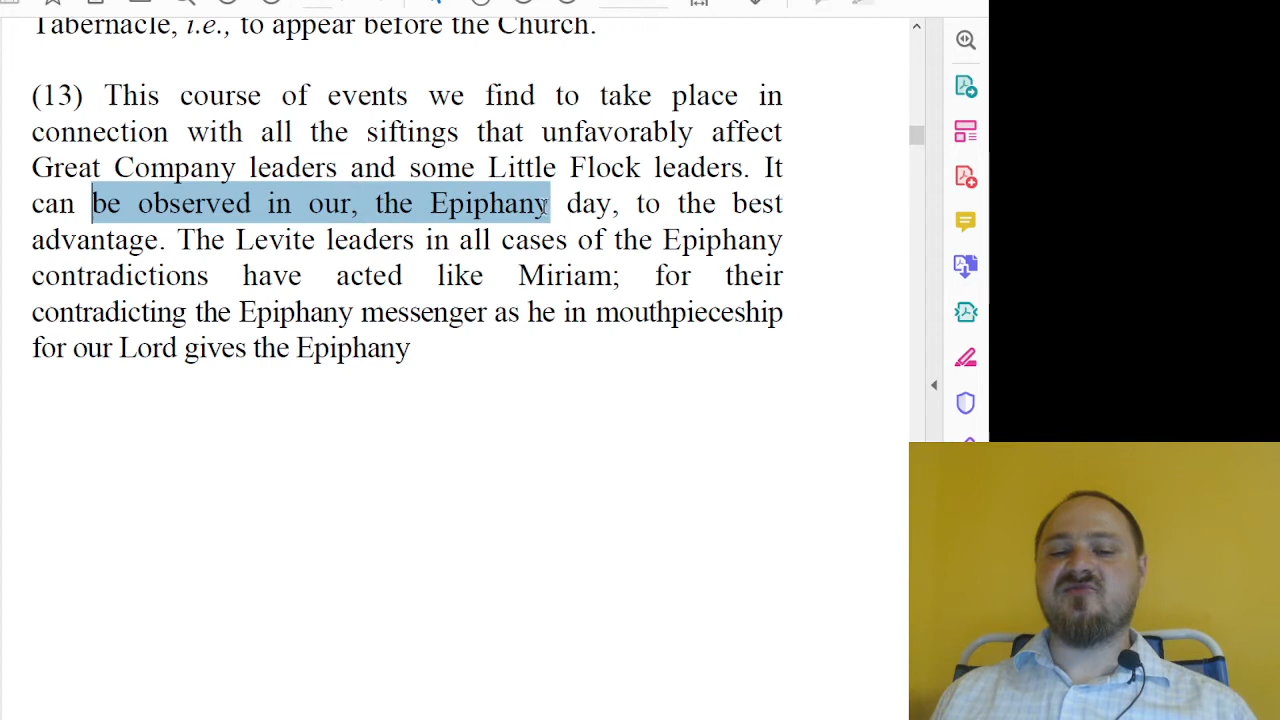 Tabernacle, i.e., to appear before the Church.
(13) This course of events we find to take place in
connection with all the siftings that unfavorably affect
Great Company leaders and some Little Flock leaders. It
can be observed in our, the Epiphany day, to the best
advantage. The Levite leaders in all cases of the Epiphany
contradictions have acted like Miriam; for their
contradicting the Epiphany messenger as he in mouthpieceship
for our Lord gives the Epiphany